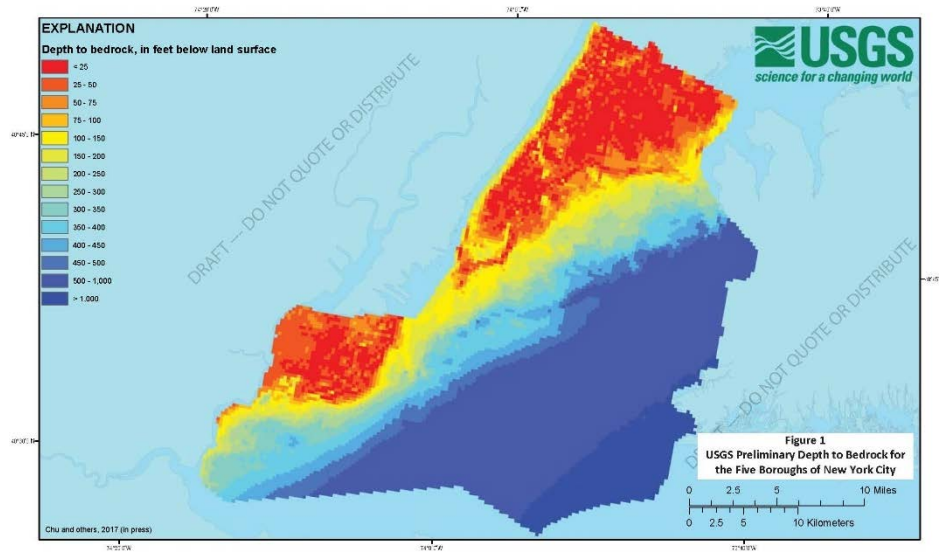 EXPLANATION
Depth to bedrock, in feet below land surface
< 25
25 - 50
50 - 75
75 - 100
100 - 150
150 - 200
200 - 250
250 - 300
300 - 350
350 - 400
400 - 450
450 - 500
500 - 1,000
> 1,000
USGS
science for a changing world
DRAFT — DO NOT QUOTE OR DISTRIBUTE
DRAFT — DO NOT QUOTE OR DISTRIBUTE
Figure 1
USGS Preliminary Depth to Bedrock for
the Five Boroughs of New York City
0 2.5 5 10 Miles
0 2.5 5 10 Kilometers
Chu and others, 2017 (in press)